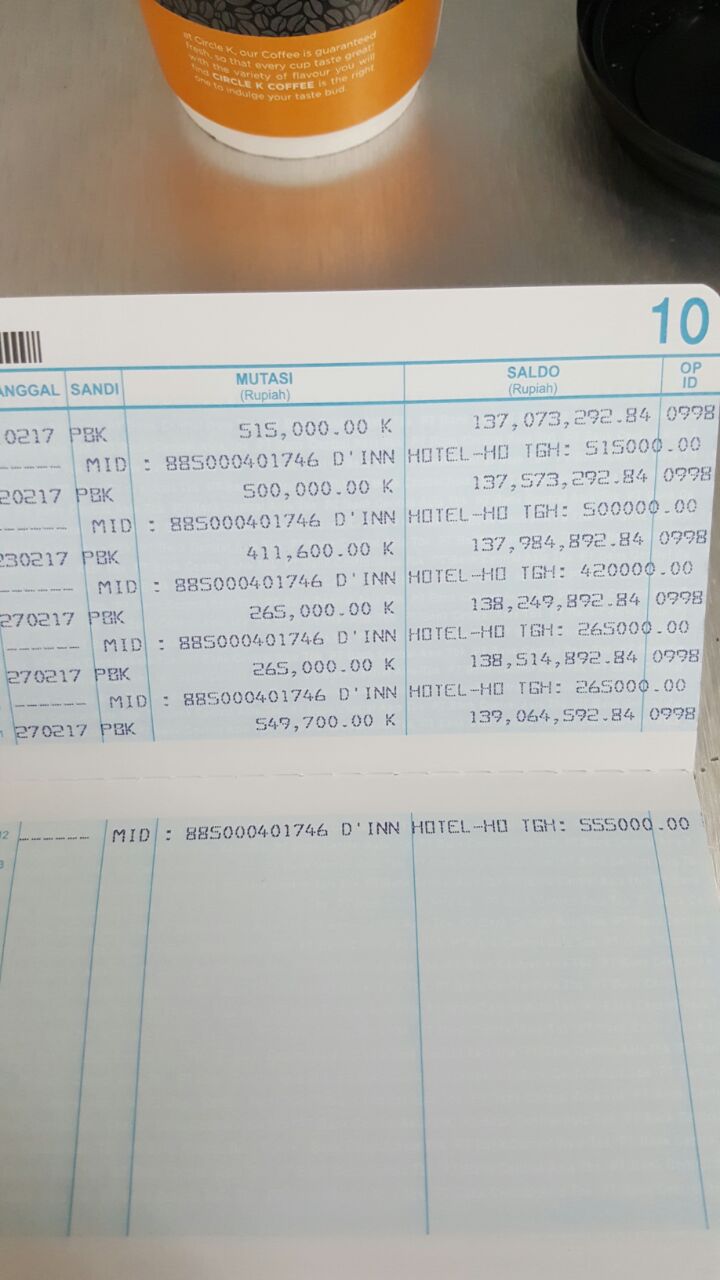 at Circle K, our Coffee is guaranteed
fresh, so that every cup taste great!
with the variety of flavour you will
find CIRCLE K COFFEE is the right
one to indulge your taste bud.
10
ANGGAL SANDI MUTASI (Rupiah) SALDO (Rupiah) OP ID
0217 PBK 515,000.00 K 137,073,292.84 0998
------ MID : 885000401746 D'INN HOTEL-HO TGH: 515000.00
20217 PBK 500,000.00 K 137,573,292.84 0998
------ MID : 885000401746 D'INN HOTEL-HO TGH: 500000.00
230217 PBK 411,600.00 K 137,984,892.84 0998
------ MID : 885000401746 D'INN HOTEL-HO TGH: 420000.00
270217 PBK 265,000.00 K 138,249,892.84 0998
------ MID : 885000401746 D'INN HOTEL-HO TGH: 265000.00
270217 PBK 265,000.00 K 138,514,892.84 0998
------ MID : 885000401746 D'INN HOTEL-HO TGH: 265000.00
270217 PBK 549,700.00 K 139,064,592.84 0998
12 ------ MID : 885000401746 D'INN HOTEL-HO TGH: 555000.00